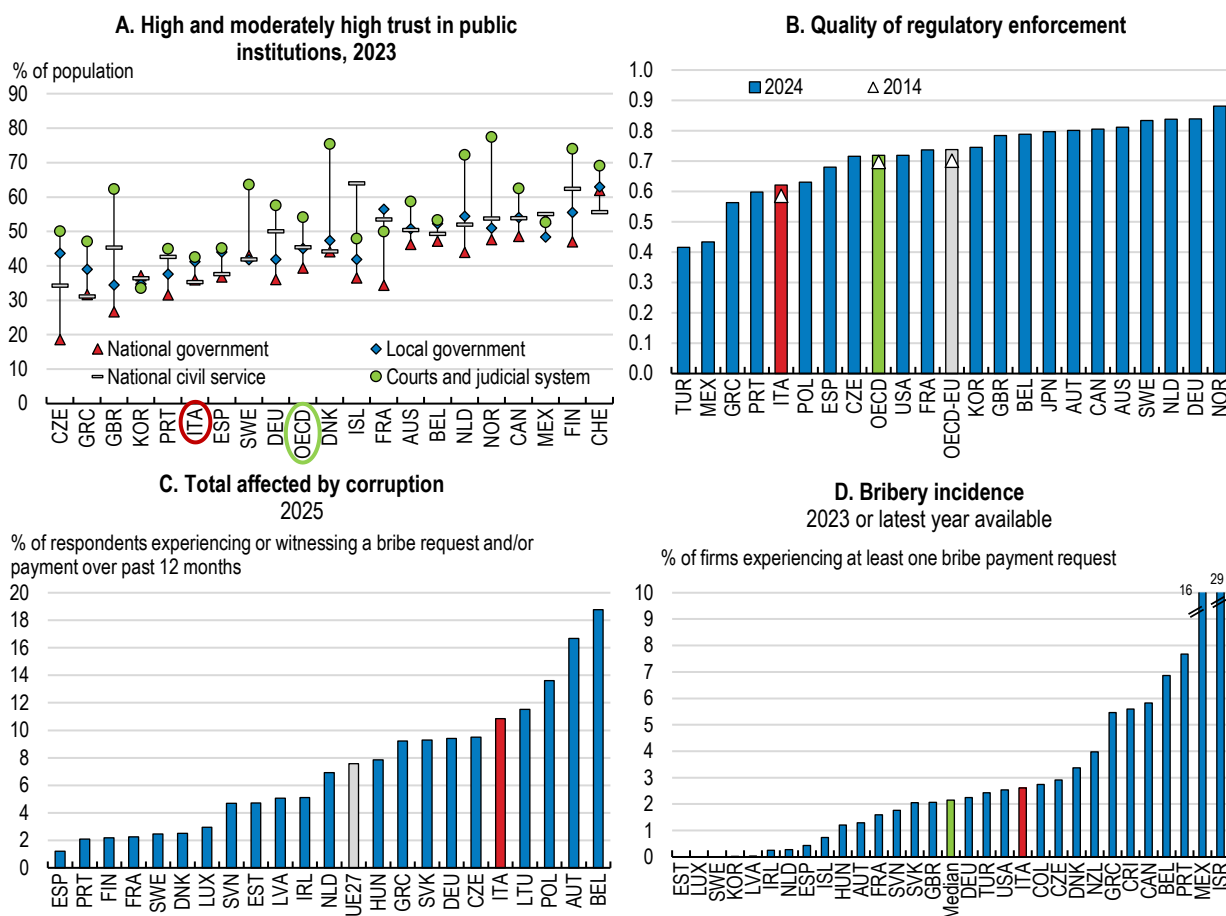 A. High and moderately high trust in public
institutions, 2023
% of population
90
80
70
60
50
40
30
20
10
0
National government
Local government
National civil service
Courts and judicial system
CZE
GRC
GBR
KOR
PRT
ITA
ESP
SWE
DEU
OECD
DNK
ISL
FRA
AUS
BEL
NLD
NOR
CAN
MEX
FIN
CHE
B. Quality of regulatory enforcement
1.0
0.9
0.8
0.7
0.6
0.5
0.4
0.3
0.2
0.1
0.0
2024
2014
TUR
MEX
GRC
PRT
ITA
POL
ESP
CZE
OECD
USA
FRA
OECD-EU
KOR
GBR
BEL
JPN
AUT
CAN
AUS
SWE
NLD
DEU
NOR
C. Total affected by corruption
2025
% of respondents experiencing or witnessing a bribe request and/or
payment over past 12 months
20
18
16
14
12
10
8
6
4
2
0
ESP
PRT
FIN
FRA
SWE
DNK
LUX
SVN
EST
LVA
IRL
NLD
UE27
HUN
GRC
SVK
DEU
CZE
ITA
LTU
POL
AUT
BEL
D. Bribery incidence
2023 or latest year available
% of firms experiencing at least one bribe payment request
10
9
8
7
6
5
4
3
2
1
0
16
29
EST
LUX
SWE
KOR
LVA
IRL
NLD
ESP
ISL
HUN
AUT
FRA
SVN
SVK
GBR
Median
DEU
TUR
USA
ITA
COL
CZE
DNK
NZL
GRC
CRI
CAN
BEL
PRT
MEX
ISR